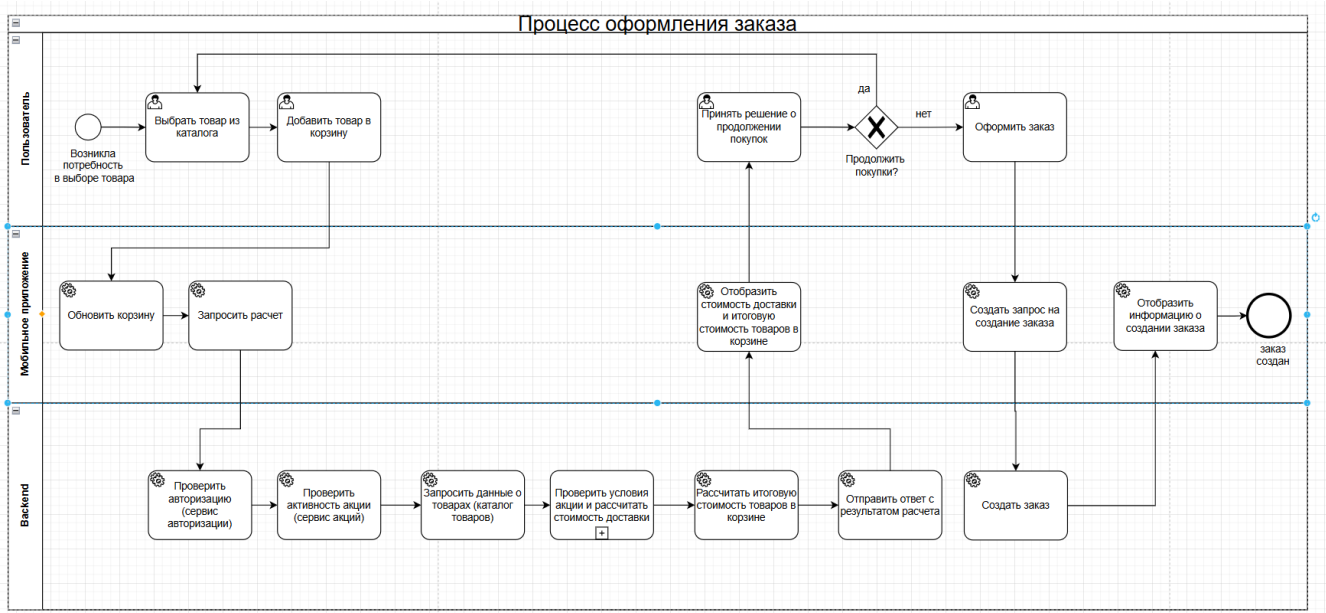 Процесс оформления заказа
Пользователь
Возникла
потребность
в выборе товара
Выбрать товар из
каталога
Добавить товар в
корзину
Принять решение о
продолжении
покупок
да
нет
Продолжить
покупки?
Оформить заказ
Мобильное приложение
Обновить корзину
Запросить расчет
Отобразить
стоимость доставки
и итоговую
стоимость товаров в
корзине
Создать запрос на
создание заказа
Отобразить
информацию о
создании заказа
заказ
создан
Backend
Проверить
авторизацию
(сервис
авторизации)
Проверить
активность акции
(сервис акций)
Запросить данные о
товарах (каталог
товаров)
Проверить условия
акции и рассчитать
стоимость доставки
Рассчитать итоговую
стоимость товаров в
корзине
Отправить ответ с
результатом расчета
Создать заказ